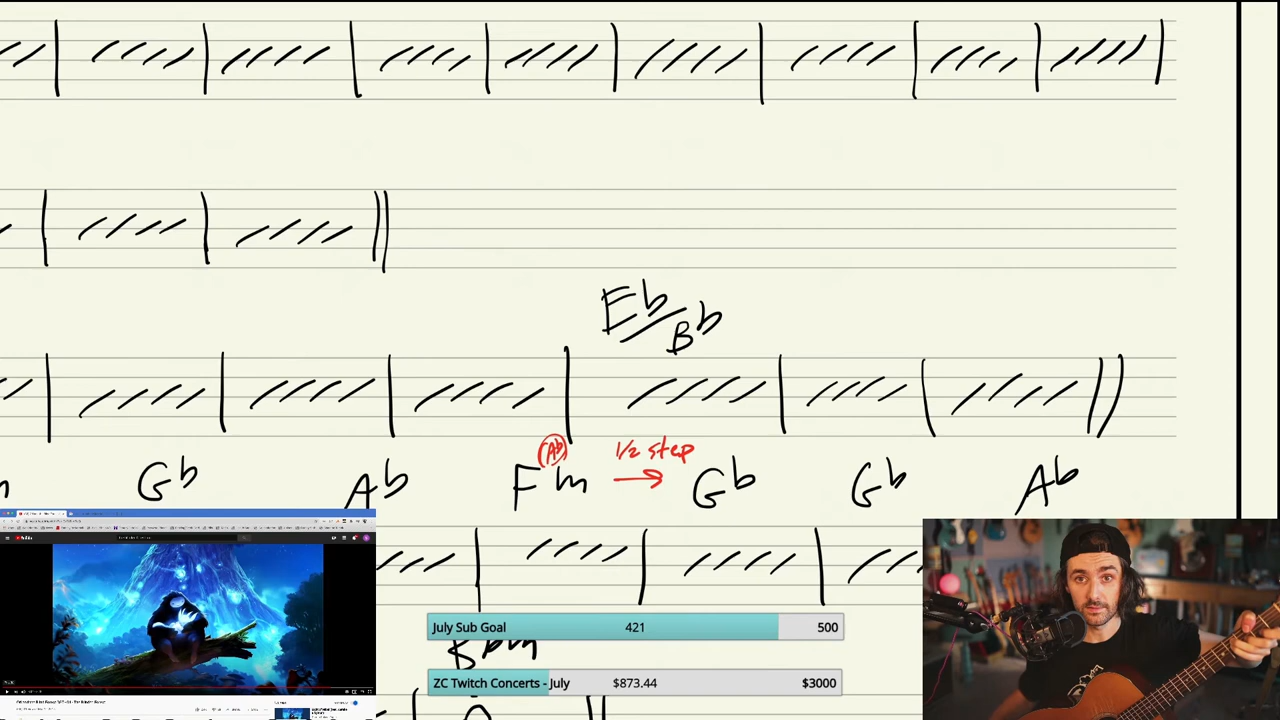 Eb/Bb
(Ab) 1/2 step
m Gb Ab Fm → Gb Gb Ab
July Sub Goal 421 500
Bbm
ZC Twitch Concerts - July $873.44 $3000